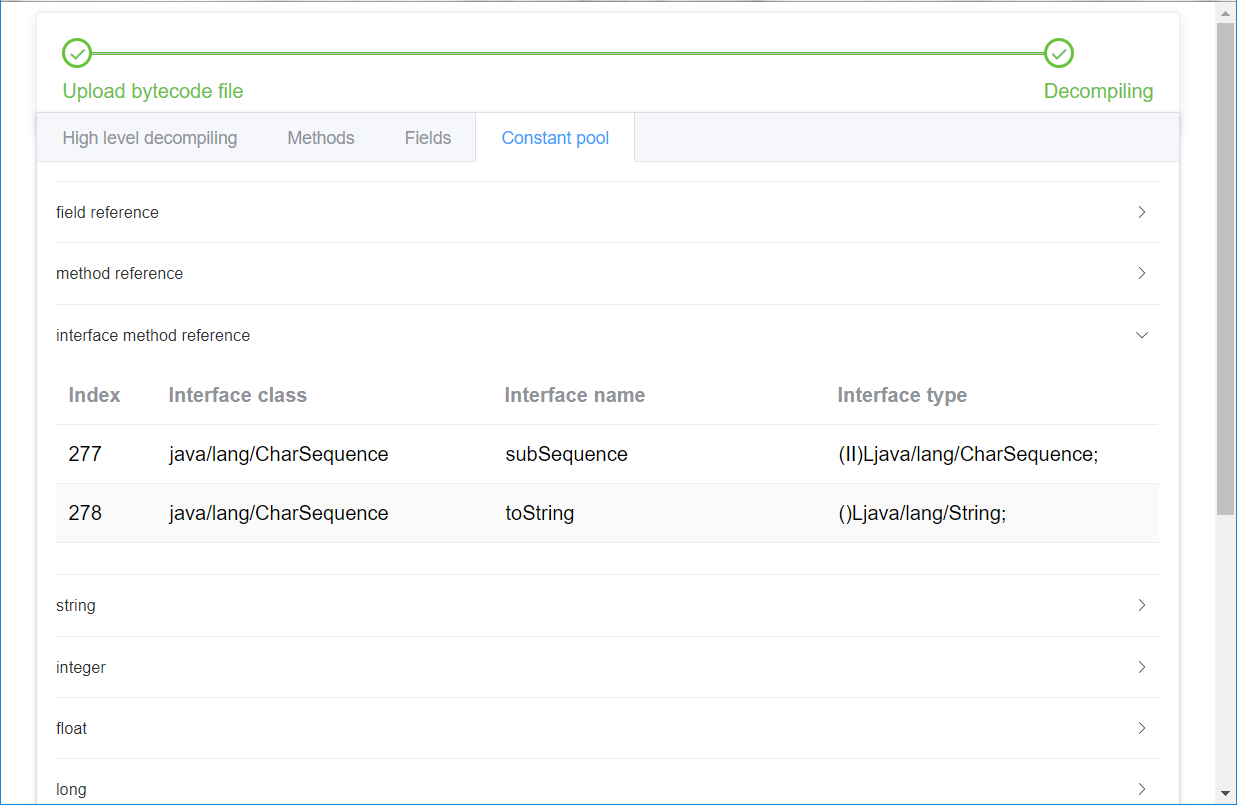 Upload bytecode file Decompiling
High level decompiling Methods Fields Constant pool
field reference
method reference
interface method reference
Index Interface class Interface name Interface type
277 java/lang/CharSequence subSequence (II)Ljava/lang/CharSequence;
278 java/lang/CharSequence toString ()Ljava/lang/String;
string
integer
float
long